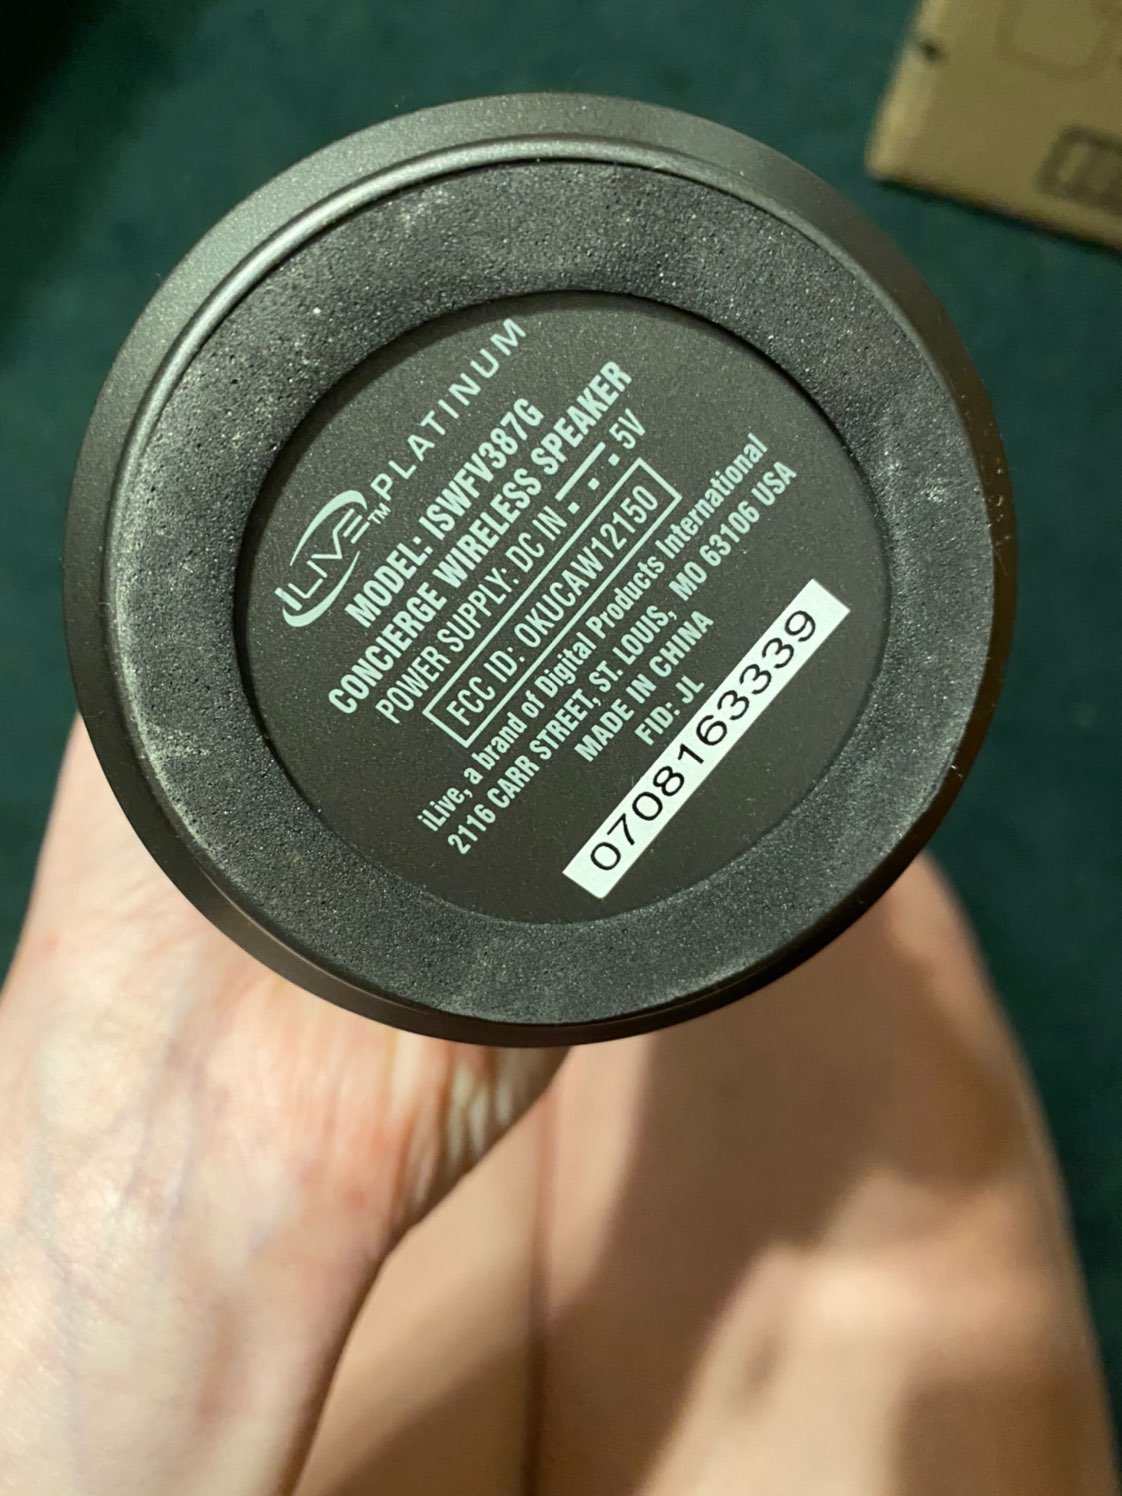 iLIVE™ PLATINUM
MODEL: ISWFV387G
CONCIERGE WIRELESS SPEAKER
POWER SUPPLY: DC IN ⎓ 5V
FCC ID: OKUCAW12150
iLive, a brand of Digital Products International
2116 CARR STREET, ST. LOUIS, MO 63106 USA
MADE IN CHINA
FID: JL
0708163339